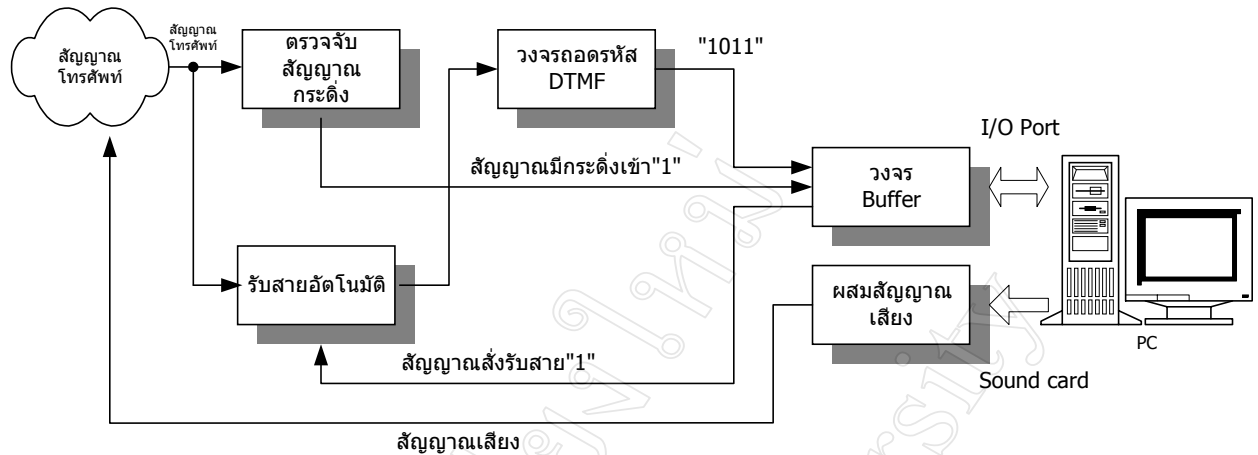 สัญญาณ
โทรศัพท์
สัญญาณ
โทรศัพท์
ตรวจจับ
สัญญาณ
กระดิ่ง
วงจรถอดรหัส
DTMF
"1011"
I/O Port
สัญญาณมีกระดิ่งเข้า"1"
วงจร
Buffer
รับสายอัตโนมัติ
ผสมสัญญาณ
เสียง
PC
สัญญาณสั่งรับสาย"1"
Sound card
สัญญาณเสียง